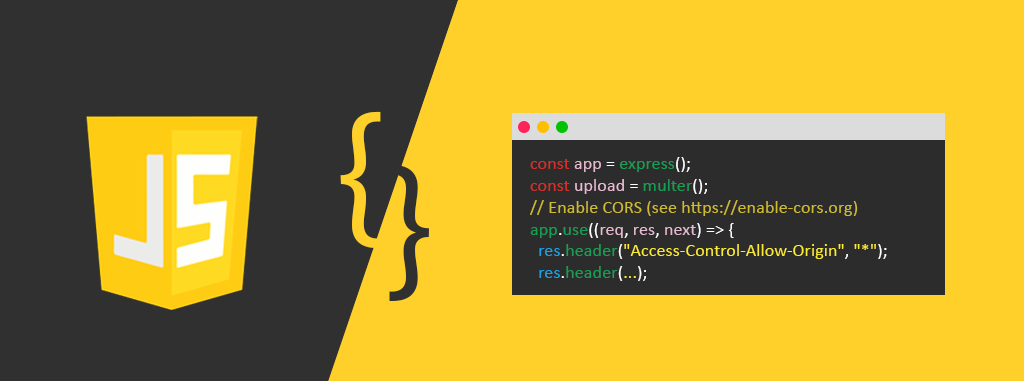 JS
{
}
const app = express();
const upload = multer();
// Enable CORS (see https://enable-cors.org)
app.use((req, res, next) => {
  res.header("Access-Control-Allow-Origin", "*");
  res.header(...);